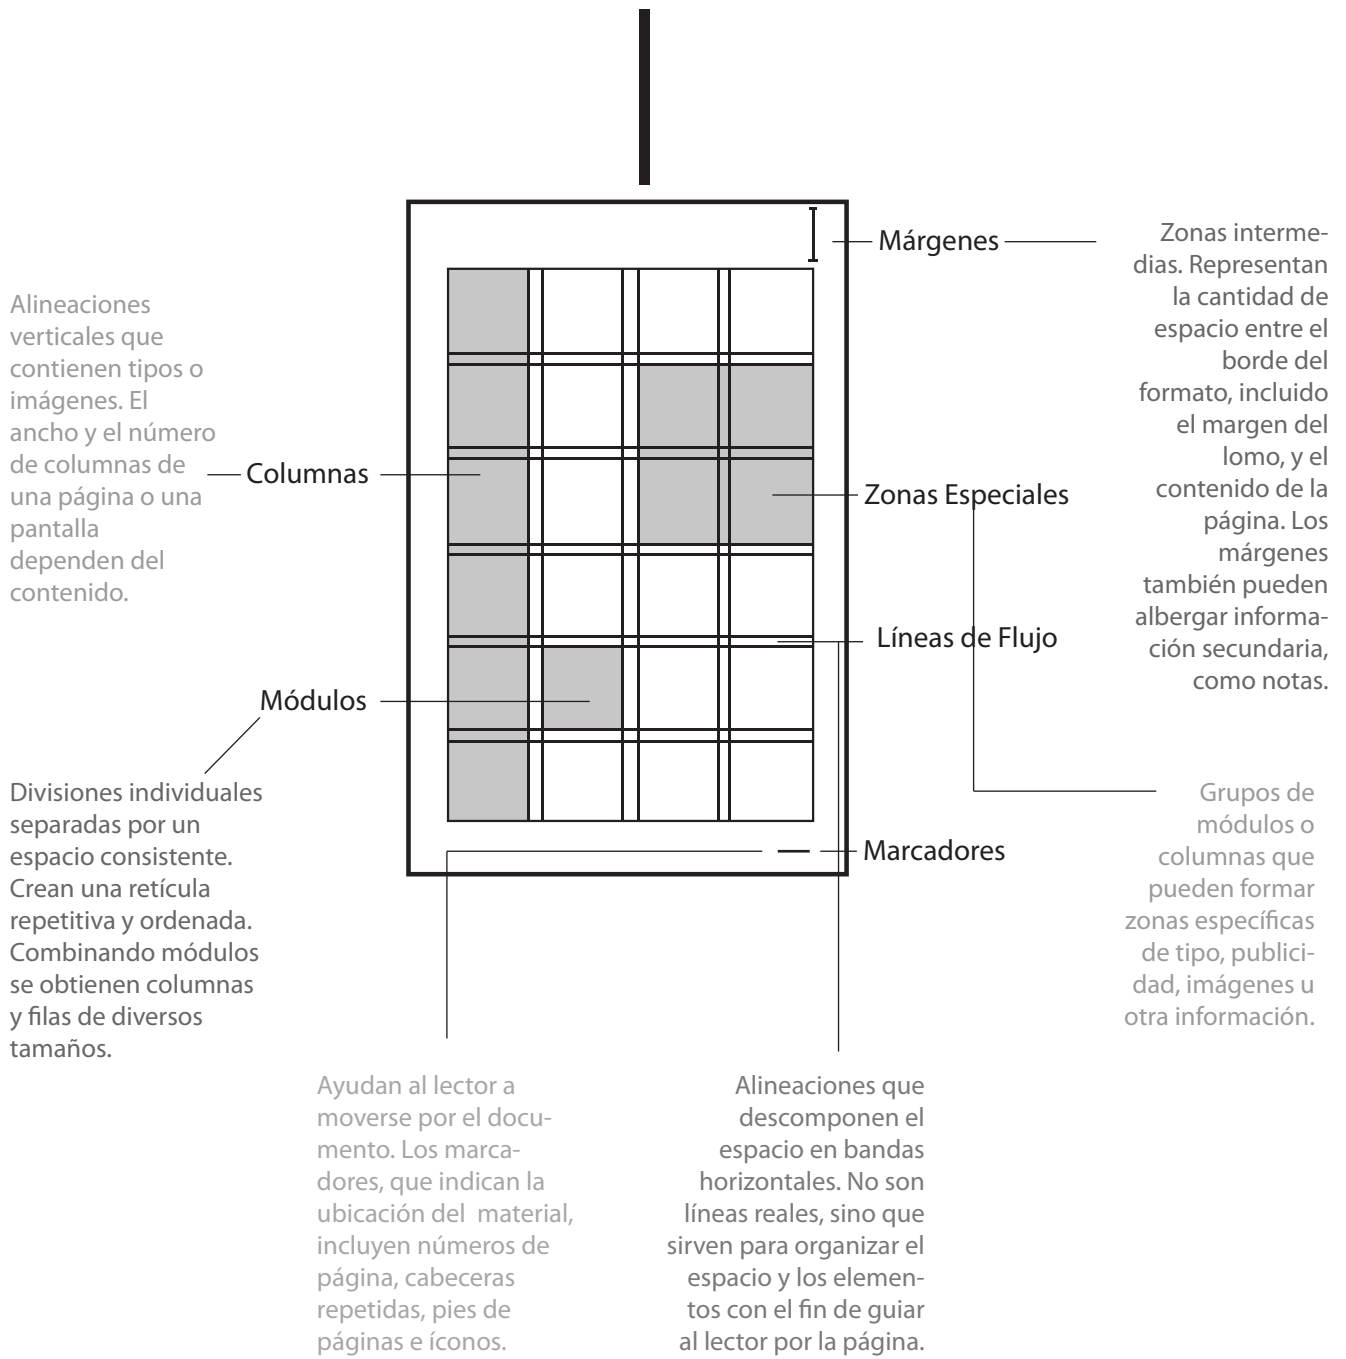 Márgenes
Zonas interme-
dias. Representan
la cantidad de
espacio entre el
borde del
formato, incluido
el margen del
lomo, y el
contenido de la
página. Los
márgenes
también pueden
albergar informa-
ción secundaria,
como notas.
Alineaciones
verticales que
contienen tipos o
imágenes. El
ancho y el número
de columnas de
una página o una
pantalla
dependen del
contenido.
Columnas
Zonas Especiales
Líneas de Flujo
Módulos
Divisiones individuales
separadas por un
espacio consistente.
Crean una retícula
repetitiva y ordenada.
Combinando módulos
se obtienen columnas
y filas de diversos
tamaños.
Grupos de
módulos o
columnas que
pueden formar
zonas específicas
de tipo, publici-
dad, imágenes u
otra información.
Marcadores
Ayudan al lector a
moverse por el docu-
mento. Los marca-
dores, que indican la
ubicación del  material,
incluyen números de
página, cabeceras
repetidas, pies de
páginas e íconos.
Alineaciones que
descomponen el
espacio en bandas
horizontales. No son
líneas reales, sino que
sirven para organizar el
espacio y los elemen-
tos con el fin de guiar
al lector por la página.